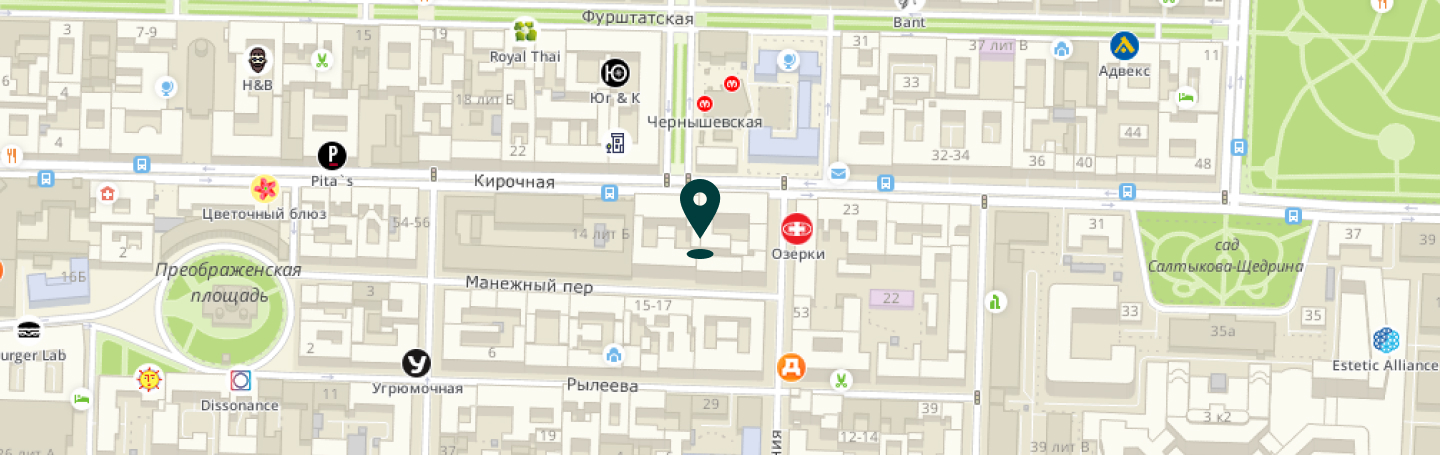 Фурштатская
Bant
3
7-9
15
19
31
37 лит В
Royal Thai
Адвекс
11
6
4
H&B
33
Юг & К
18 лит Б
Чернышевская
44
4
22
32-34
36
40
48
Р
Pita`s
Кирочная
Цветочный блюз
54-56
23
31
14 лит Б
37
39
2
Озерки
сад
Салтыкова-Щедрина
Преображенская
площадь
16Б
Манежный пер
3
15-17
22
53
33
35
35а
urger Lab
2
6
У
Estetic Alliance
Угрюмочная
Рылеева
Д
Dissonance
11
29
39
3 к2
19
12-14
37
39 лит В
26 лит А
ния